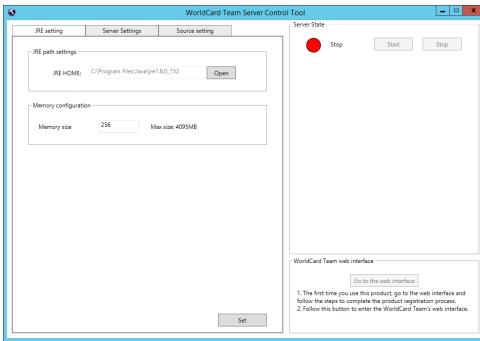 WorldCard Team Server Control Tool
JRE setting
Server Settings
Source setting
JRE path settings
JRE HOME:
C:\Program Files\Java\jre1.8.0_152
Open
Memory configuration
Memory size
256
Max size: 4095MB
Set
Server State
Stop
Start
Stop
WorldCard Team web interface
Go to the web interface
1. The first time you use this product, go to the web interface and
follow the steps to complete the product registration process.
2. Follow this button to enter the WorldCard Team's web interface.